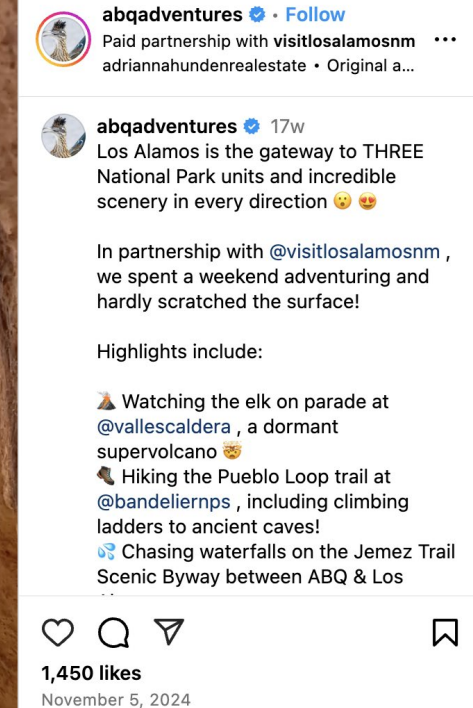 abqadventures • Follow
Paid partnership with visitlosalamosnm
adriannahundenrealestate • Original a...
abqadventures 17w
Los Alamos is the gateway to THREE
National Park units and incredible
scenery in every direction 😮 😍
In partnership with @visitlosalamosnm ,
we spent a weekend adventuring and
hardly scratched the surface!
Highlights include:
🌋 Watching the elk on parade at
@vallescaldera , a dormant
supervolcano 🤯
🥾 Hiking the Pueblo Loop trail at
@bandeliernps , including climbing
ladders to ancient caves!
💦 Chasing waterfalls on the Jemez Trail
Scenic Byway between ABQ & Los
1,450 likes
November 5, 2024